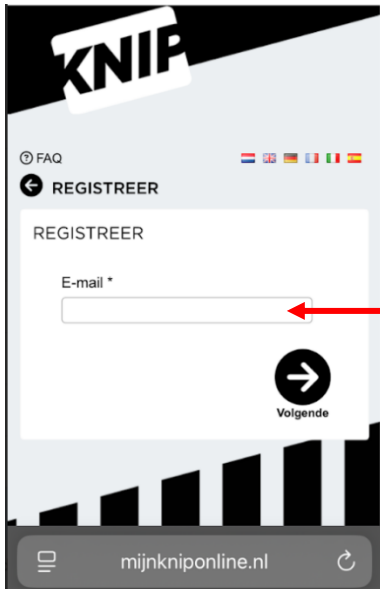 KNIP
FAQ
REGISTREER
REGISTREER
E-mail *
Volgende
mijnkniponline.nl